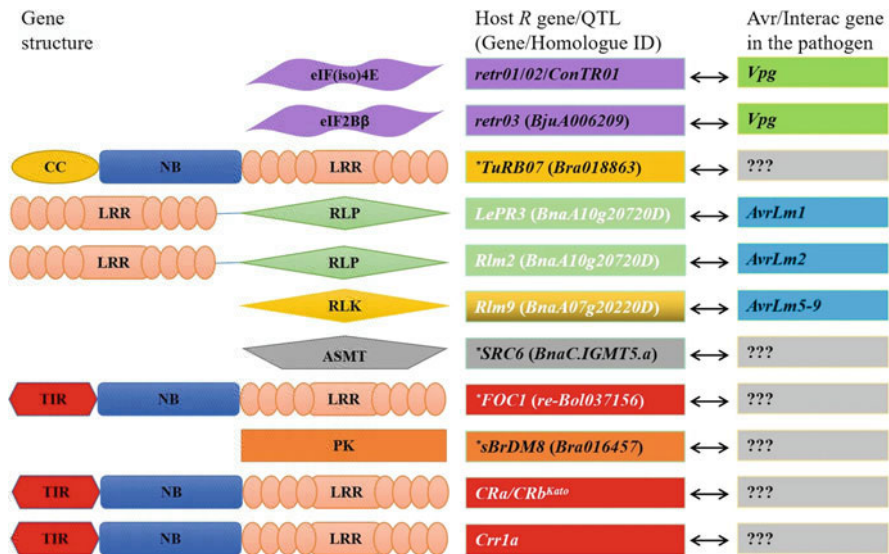 Gene structure
Host R gene/QTL (Gene/Homologue ID)
Avr/Interac gene in the pathogen
eIF(iso)4E retr01/02/ConTR01 Vpg
eIF2Bβ retr03 (BjuA006209) Vpg
CC NB LRR *TuRB07 (Bra018863) ???
LRR RLP LePR3 (BnaA10g20720D) AvrLm1
LRR RLP Rlm2 (BnaA10g20720D) AvrLm2
RLK Rlm9 (BnaA07g20220D) AvrLm5-9
ASMT *SRC6 (BnaC.IGMT5.a) ???
TIR NB LRR *FOC1 (re-Bol037156) ???
PK *sBrDM8 (Bra016457) ???
TIR NB LRR CRa/CRb^Kato ???
TIR NB LRR Crr1a ???